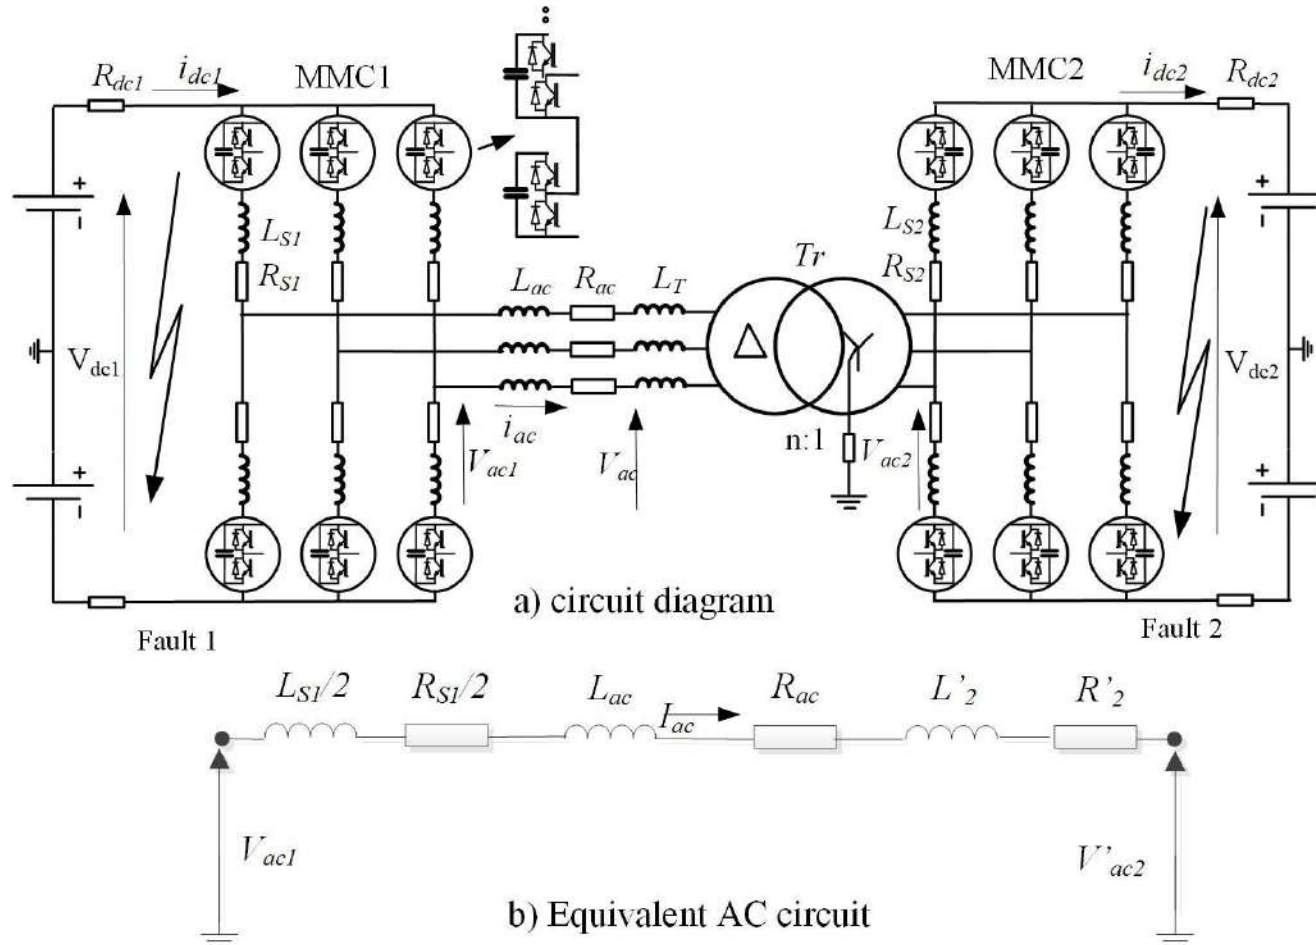 R_dc1 i_dc1 MMC1 MMC2 i_dc2 R_dc2
+ + +
L_S1 L_S2
R_S1 L_ac R_ac L_T Tr R_S2
Δ
V_dc1 V_dc2
i_ac n:1
V_ac1 V_ac V_ac2
+ +
a) circuit diagram
Fault 1 Fault 2
L_S1/2 R_S1/2 L_ac I_ac R_ac L'_2 R'_2
V_ac1 V'_ac2
b) Equivalent AC circuit